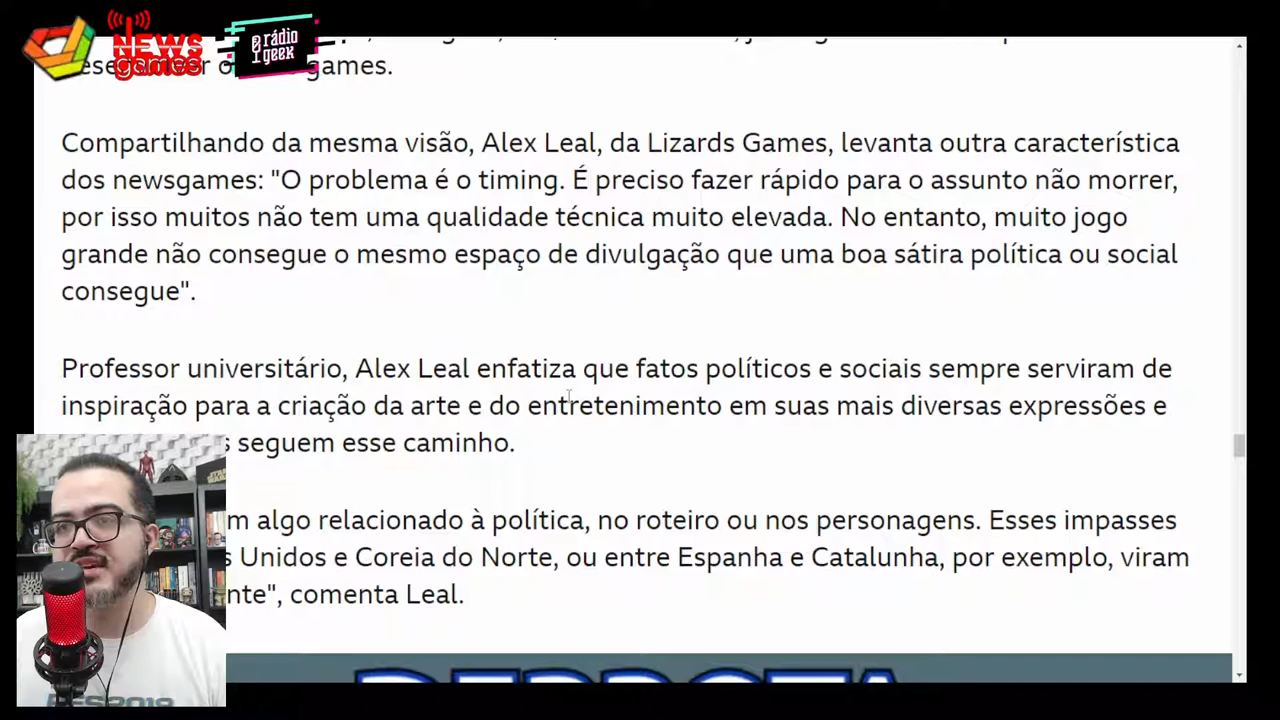 NEWS
games
rádio
geek
games.
Compartilhando da mesma visão, Alex Leal, da Lizards Games, levanta outra característica
dos newsgames: "O problema é o timing. É preciso fazer rápido para o assunto não morrer,
por isso muitos não tem uma qualidade técnica muito elevada. No entanto, muito jogo
grande não consegue o mesmo espaço de divulgação que uma boa sátira política ou social
consegue".
Professor universitário, Alex Leal enfatiza que fatos políticos e sociais sempre serviram de
inspiração para a criação da arte e do entretenimento em suas mais diversas expressões e
seguem esse caminho.
algo relacionado à política, no roteiro ou nos personagens. Esses impasses
Unidos e Coreia do Norte, ou entre Espanha e Catalunha, por exemplo, viram
nte", comenta Leal.
DERROTA